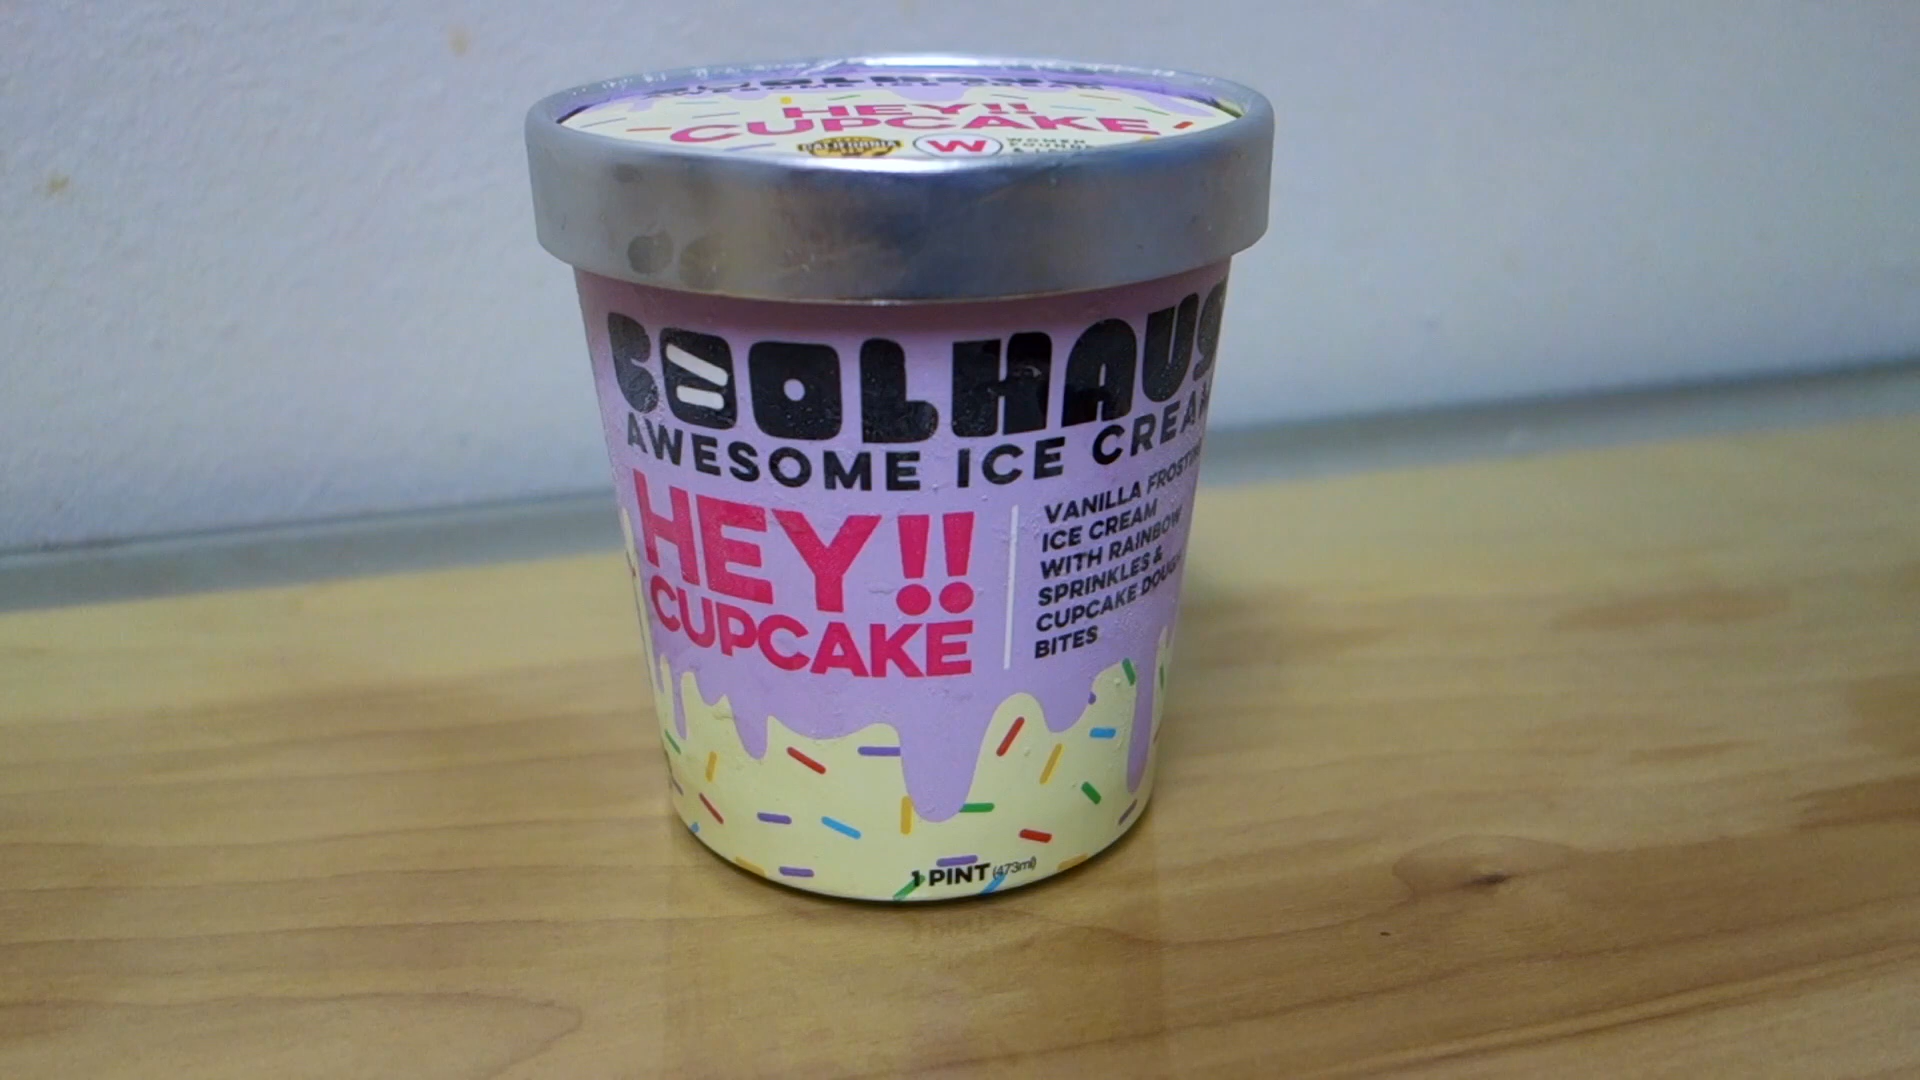 HEY!!
CUPCAKE
CALIFORNIA
W
COOLHAUS
AWESOME ICE CREAM
HEY!!
CUPCAKE
VANILLA FROSTING
ICE CREAM
WITH RAINBOW
SPRINKLES &
CUPCAKE DOUGH
BITES
1 PINT (473ml)